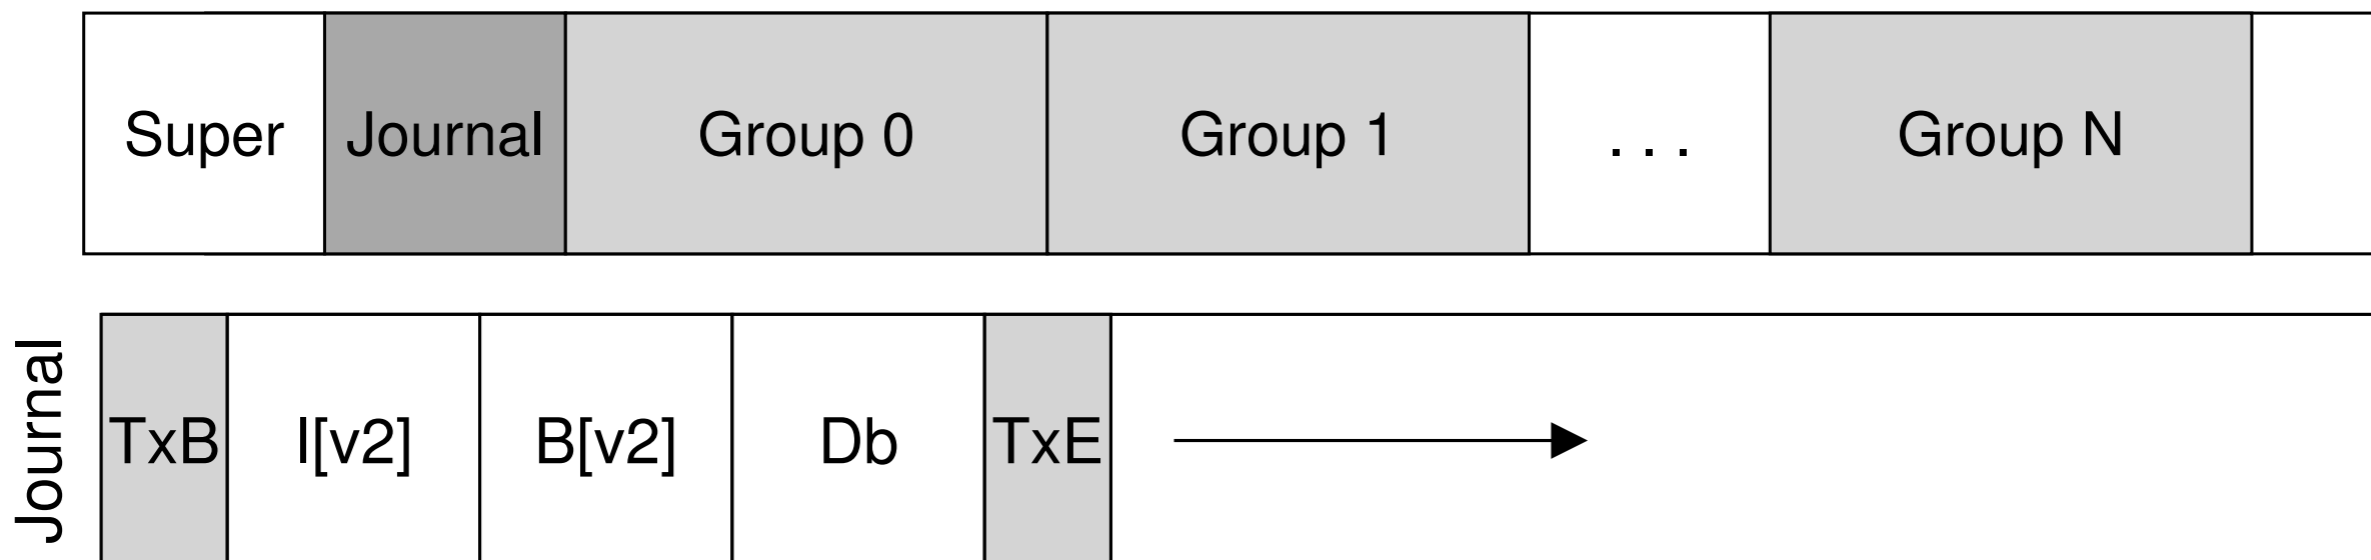 Super Journal Group 0 Group 1 . . . Group N
Journal
TxB I[v2] B[v2] Db TxE